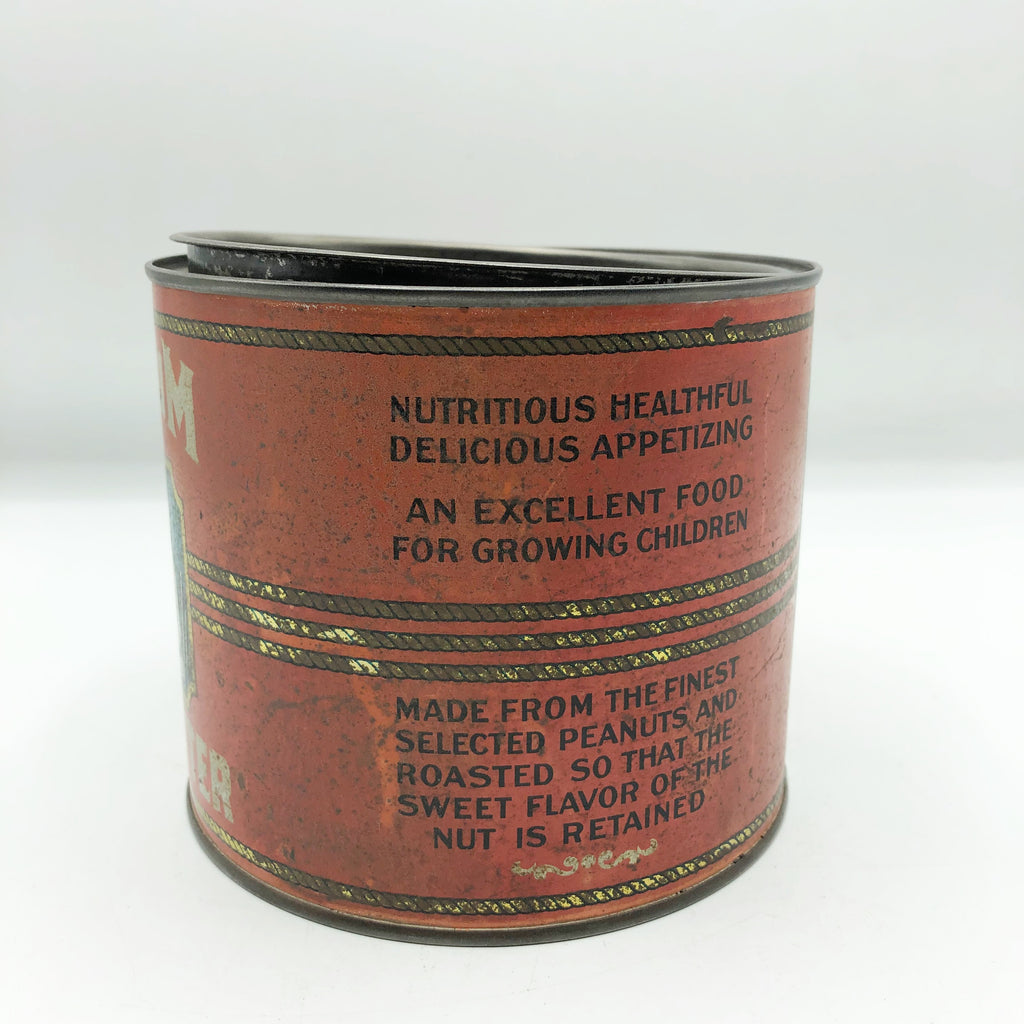 NUTRITIOUS HEALTHFUL
DELICIOUS APPETIZING
AN EXCELLENT FOOD
FOR GROWING CHILDREN
MADE FROM THE FINEST
SELECTED PEANUTS AND
ROASTED SO THAT THE
SWEET FLAVOR OF THE
NUT IS RETAINED